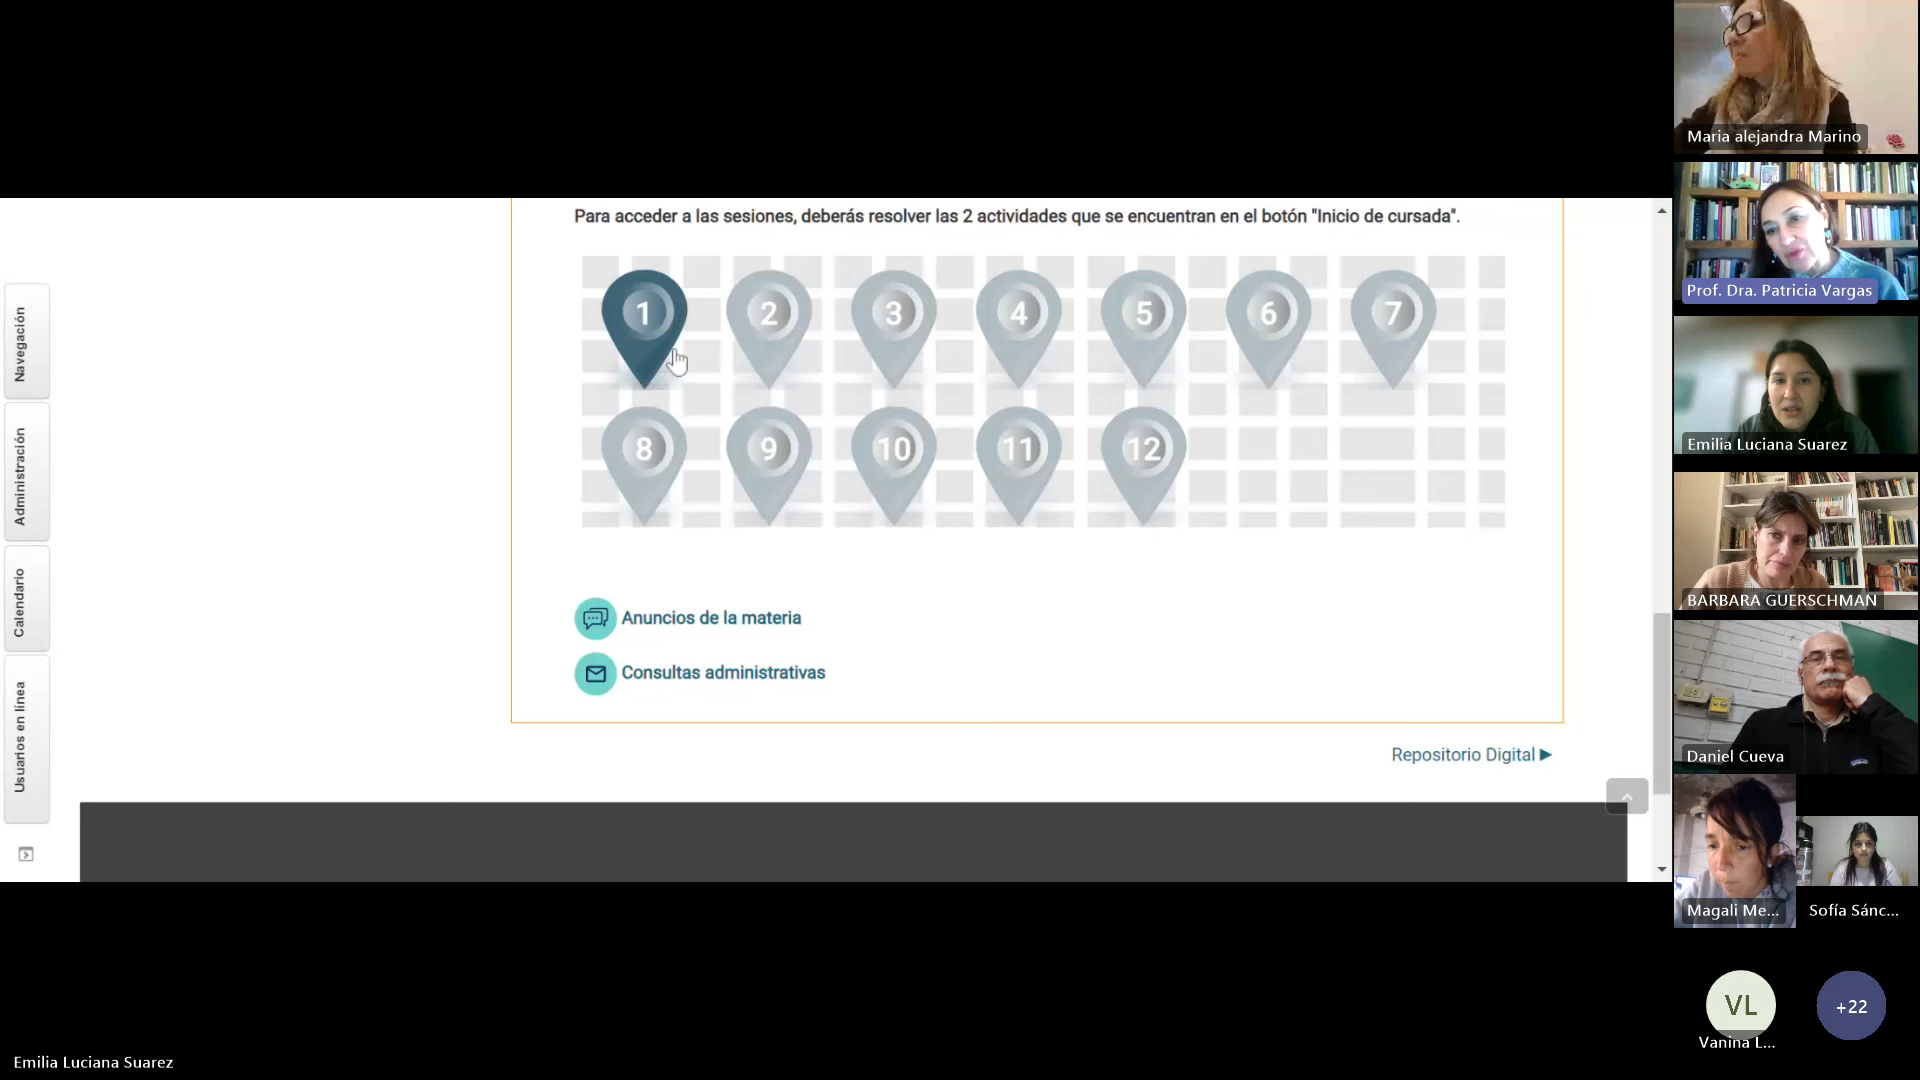 Para acceder a las sesiones, deberás resolver las 2 actividades que se encuentran en el botón "Inicio de cursada".
1 2 3 4 5 6 7
8 9 10 11 12
Anuncios de la materia
Consultas administrativas
Repositorio Digital
Navegación
Administración
Calendario
Usuarios en línea
Maria alejandra Marino
Prof. Dra. Patricia Vargas
Emilia Luciana Suarez
BARBARA GUERSCHMAN
Daniel Cueva
Magali Me...
Sofía Sánc...
VL
+22
Vanina L...
Emilia Luciana Suarez